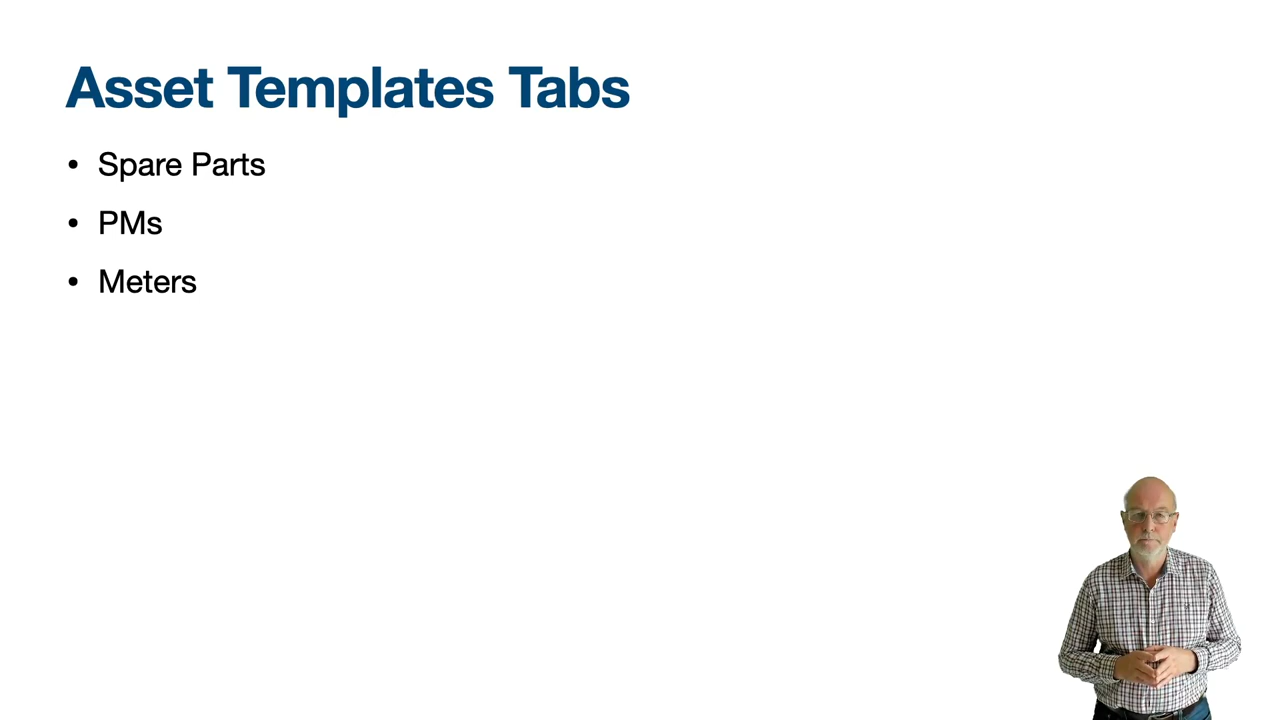 Asset Templates Tabs
• Spare Parts
• PMs
• Meters